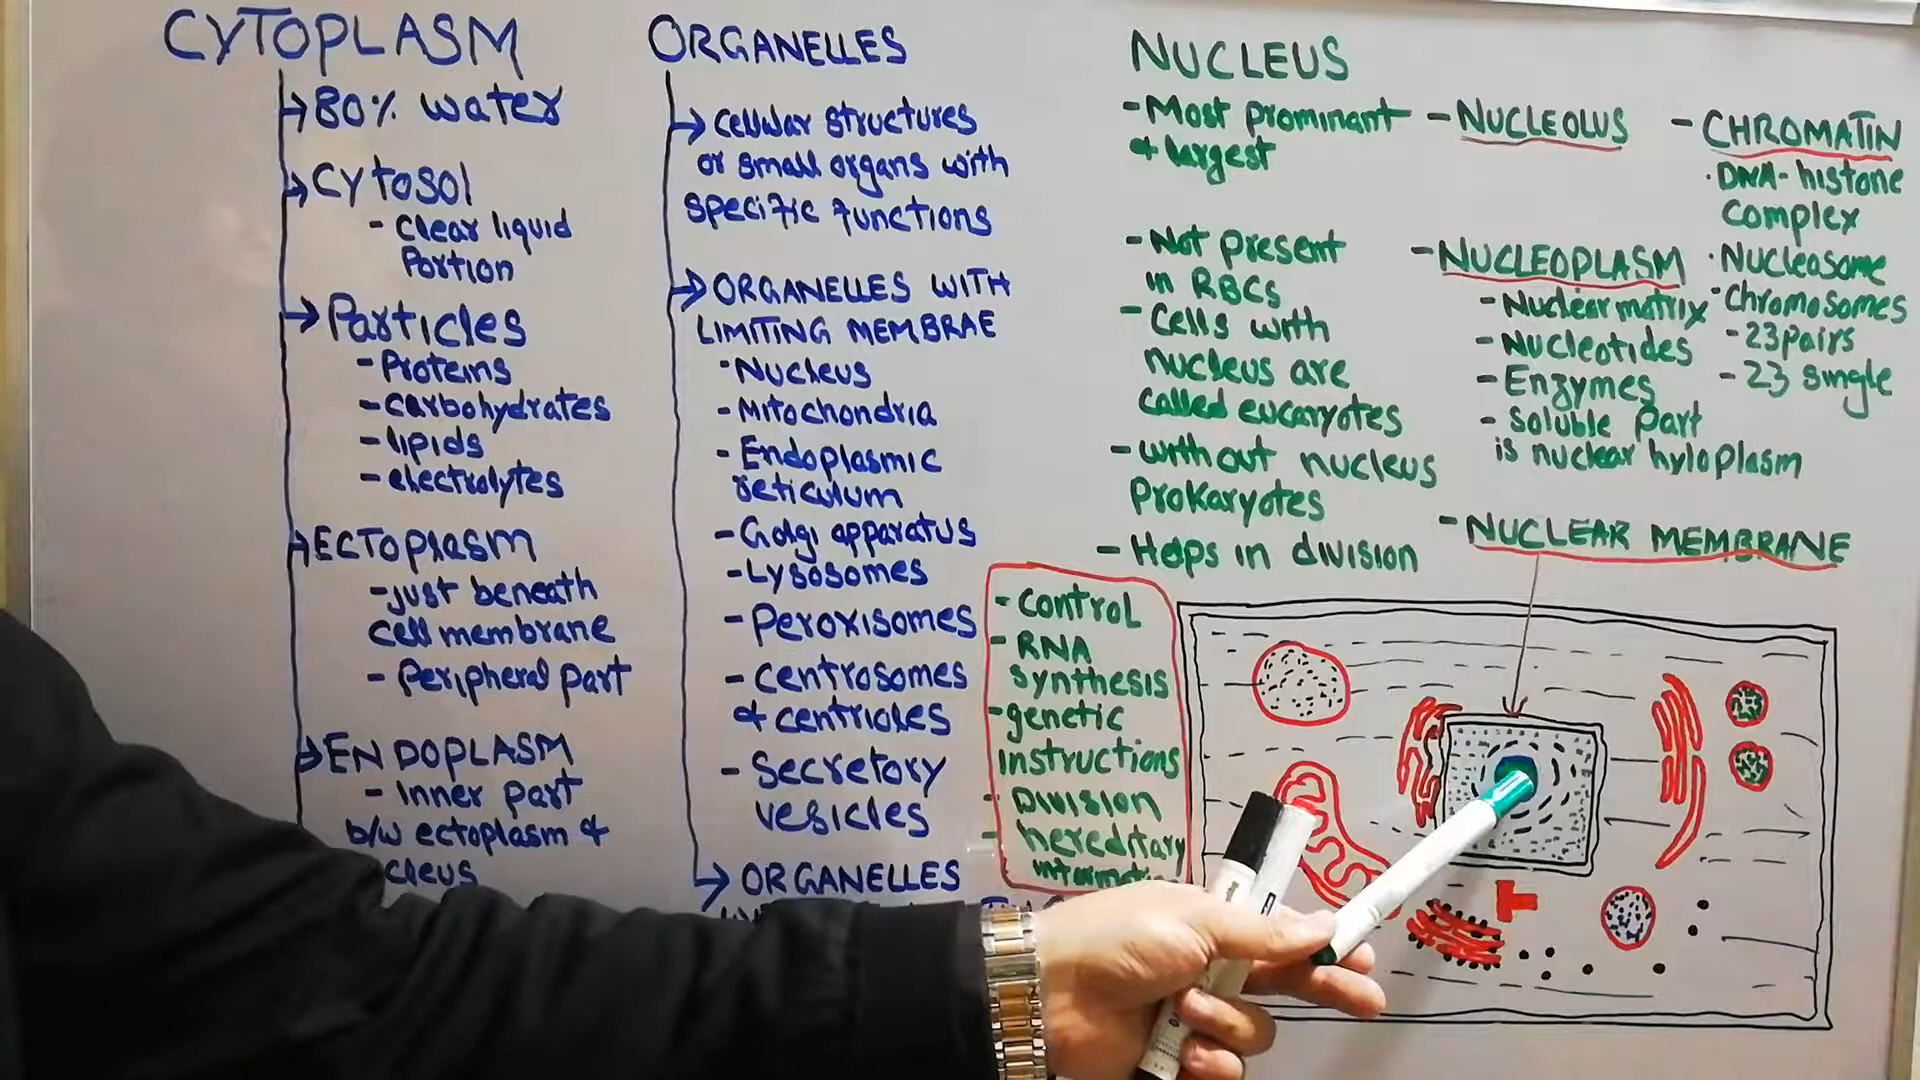 CYTOPLASM
80% water
Cytosol
- Clear liquid
Portion
Particles
- Proteins
- carbohydrates
- lipids
- electrolytes
ECToplasm
- just beneath
cell membrane
- Peripheral part
ENDOPLASM
- Inner part
b/w ectoplasm &
cleus
ORGANELLES
Cellular structures
or small organs with
specific functions
ORGANELLES WITH
LIMITING MEMBRAE
- Nucleus
- Mitochondria
- Endoplasmic
reticulum
- Golgi apparatus
- Lysosomes
- Peroxisomes
- Centrosomes
& centrioles
- Secretory
vesicles
ORGANELLES
NUCLEUS
- Most prominant
& largest
- Not present
in RBCs
- Cells with
nucleus are
called eucaryotes
- without nucleus
Prokaryotes
- Helps in division
- control
- RNA
synthesis
- genetic
instructions
- Division
- hereditary
- NUCLEOLUS
- NUCLEOPLASM
- Nuclear matrix
- Nucleotides
- Enzymes
- Soluble Part
is nuclear hyloplasm
- NUCLEAR MEMBRANE
- CHROMATIN
· DNA - histone
Complex
· Nucleosome
· Chromosomes
- 23 pairs
- 23 single